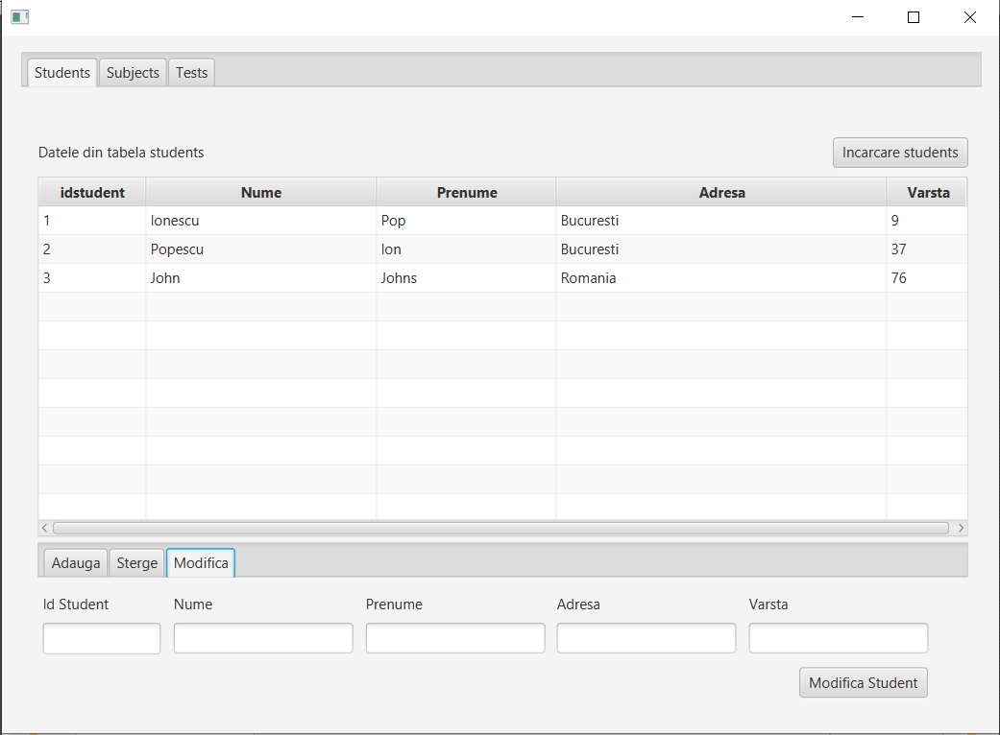 Students Subjects Tests
Datele din tabela students Incarcare students
idstudent Nume Prenume Adresa Varsta
1 Ionescu Pop Bucuresti 9
2 Popescu Ion Bucuresti 37
3 John Johns Romania 76
Adauga Sterge Modifica
Id Student Nume Prenume Adresa Varsta
Modifica Student